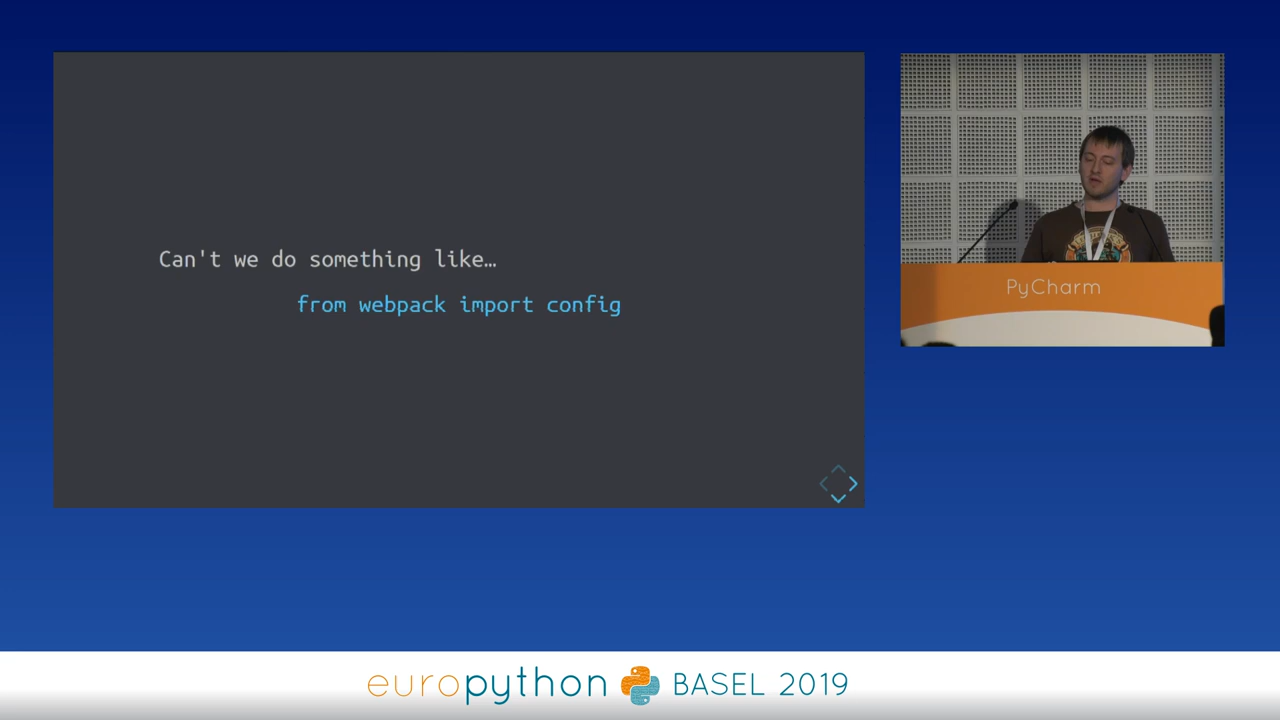 Can't we do something like…
from webpack import config
PyCharm
europython BASEL 2019